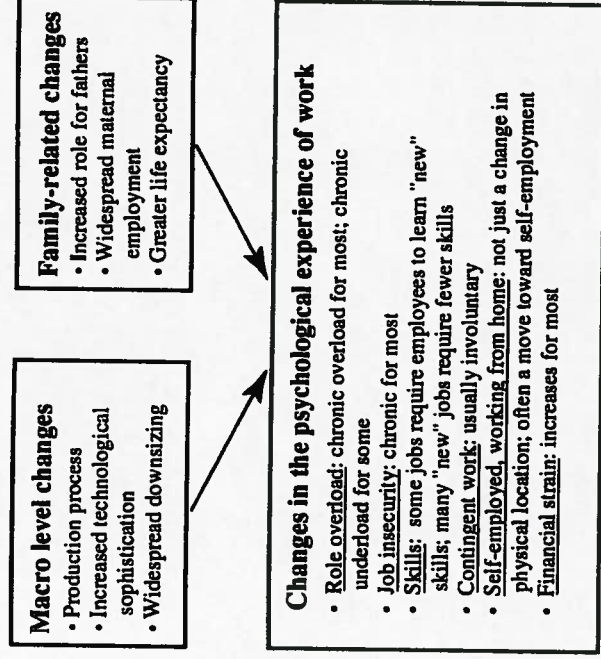 Macro level changes
• Production process
• Increased technological
sophistication
• Widespread downsizing
Family-related changes
• Increased role for fathers
• Widespread maternal
employment
• Greater life expectancy
Changes in the psychological experience of work
• Role overload: chronic overload for most; chronic
underload for some
• Job insecurity: chronic for most
• Skills: some jobs require employees to learn "new"
skills; many "new" jobs require fewer skills
• Contingent work: usually involuntary
• Self-employed, working from home: not just a change in
physical location; often a move toward self-employment
• Financial strain: increases for most